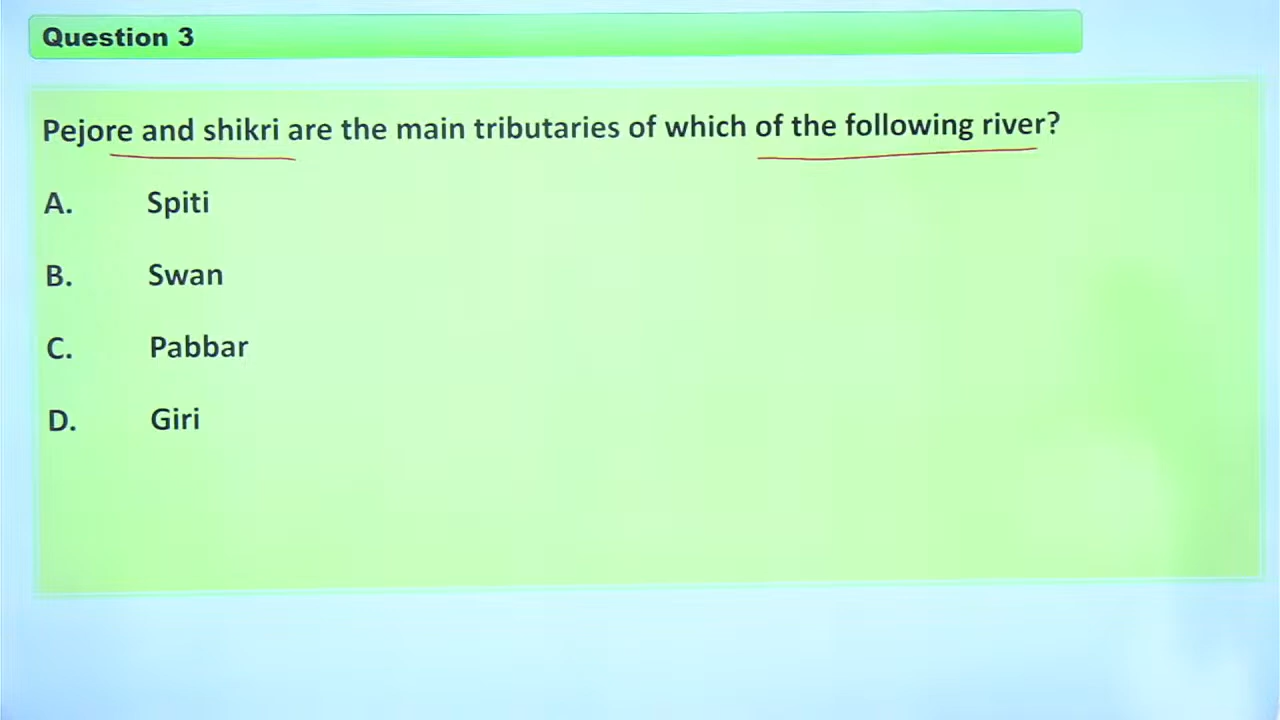 Question 3
Pejore and shikri are the main tributaries of which of the following river?
A. Spiti
B. Swan
C. Pabbar
D. Giri